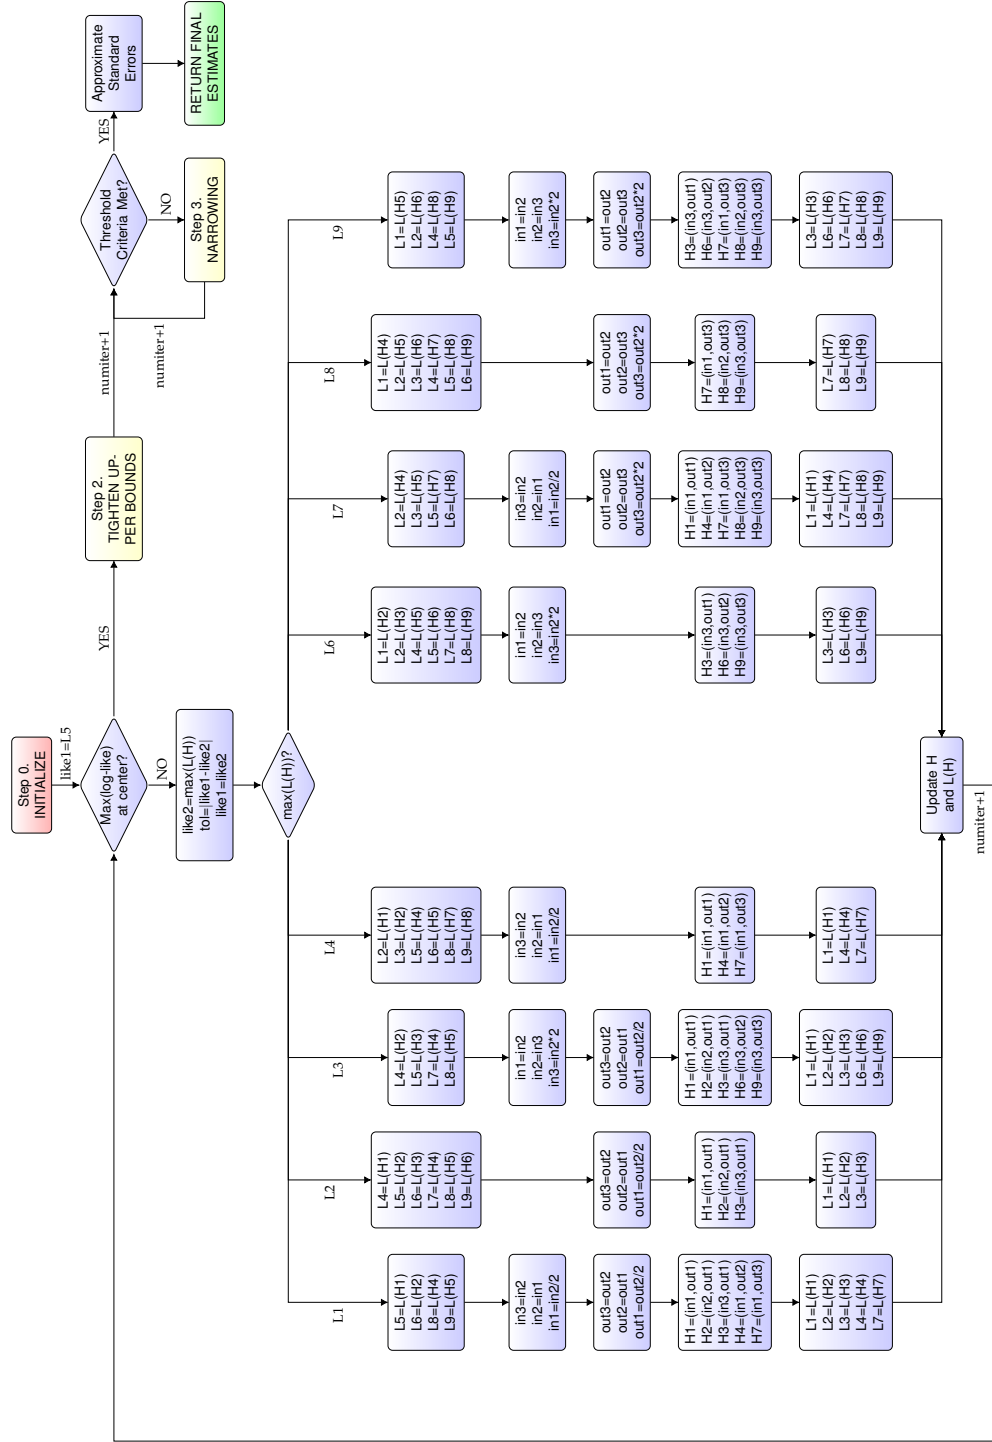 Step 0.
INITIALIZE
like1=L5
Max(log-like)
at center?
YES
Step 2.
TIGHTEN UP-
PER BOUNDS
numiter+1
numiter+1
Threshold
Criteria Met?
YES
NO
Step 3.
NARROWING
Approximate
Standard
Errors
RETURN FINAL
ESTIMATES
NO
like2=max(L(H))
tol=|like1-like2|
like1=like2
max(L(H))?
L1
L5=L(H1)
L6=L(H2)
L8=L(H4)
L9=L(H5)
in3=in2
in2=in1
in1=in2/2
out3=out2
out2=out1
out1=out2/2
H1=(in1,out1)
H2=(in2,out1)
H3=(in3,out1)
H4=(in1,out2)
H7=(in1,out3)
L1=L(H1)
L2=L(H2)
L3=L(H3)
L4=L(H4)
L7=L(H7)
L2
L4=L(H1)
L5=L(H2)
L6=L(H3)
L7=L(H4)
L8=L(H5)
L9=L(H6)
out3=out2
out2=out1
out1=out2/2
H1=(in1,out1)
H2=(in2,out1)
H3=(in3,out1)
L1=L(H1)
L2=L(H2)
L3=L(H3)
L3
L4=L(H2)
L5=L(H3)
L7=L(H4)
L8=L(H5)
in1=in2
in2=in3
in3=in2*2
out3=out2
out2=out1
out1=out2/2
H1=(in1,out1)
H2=(in2,out1)
H3=(in3,out1)
H6=(in3,out2)
H9=(in3,out3)
L1=L(H1)
L2=L(H2)
L3=L(H3)
L6=L(H6)
L9=L(H9)
L4
L2=L(H1)
L3=L(H2)
L5=L(H4)
L6=L(H5)
L8=L(H7)
L9=L(H8)
in3=in2
in2=in1
in1=in2/2
H1=(in1,out1)
H4=(in1,out2)
H7=(in1,out3)
L1=L(H1)
L4=L(H4)
L7=L(H7)
L6
L1=L(H2)
L2=L(H3)
L4=L(H5)
L5=L(H6)
L7=L(H8)
L8=L(H9)
in1=in2
in2=in3
in3=in2*2
H3=(in3,out1)
H6=(in3,out2)
H9=(in3,out3)
L3=L(H3)
L6=L(H6)
L9=L(H9)
L7
L2=L(H4)
L3=L(H5)
L5=L(H7)
L6=L(H8)
in3=in2
in2=in1
in1=in2/2
out1=out2
out2=out3
out3=out2*2
H1=(in1,out1)
H4=(in1,out2)
H7=(in1,out3)
H8=(in2,out3)
H9=(in3,out3)
L1=L(H1)
L4=L(H4)
L7=L(H7)
L8=L(H8)
L9=L(H9)
L8
L1=L(H4)
L2=L(H5)
L3=L(H6)
L4=L(H7)
L5=L(H8)
L6=L(H9)
out1=out2
out2=out3
out3=out2*2
H7=(in1,out3)
H8=(in2,out3)
H9=(in3,out3)
L7=L(H7)
L8=L(H8)
L9=L(H9)
L9
L1=L(H5)
L2=L(H6)
L4=L(H8)
L5=L(H9)
in1=in2
in2=in3
in3=in2*2
out1=out2
out2=out3
out3=out2*2
H3=(in3,out1)
H6=(in3,out2)
H7=(in1,out3)
H8=(in2,out3)
H9=(in3,out3)
L3=L(H3)
L6=L(H6)
L7=L(H7)
L8=L(H8)
L9=L(H9)
Update H
and L(H)
numiter+1